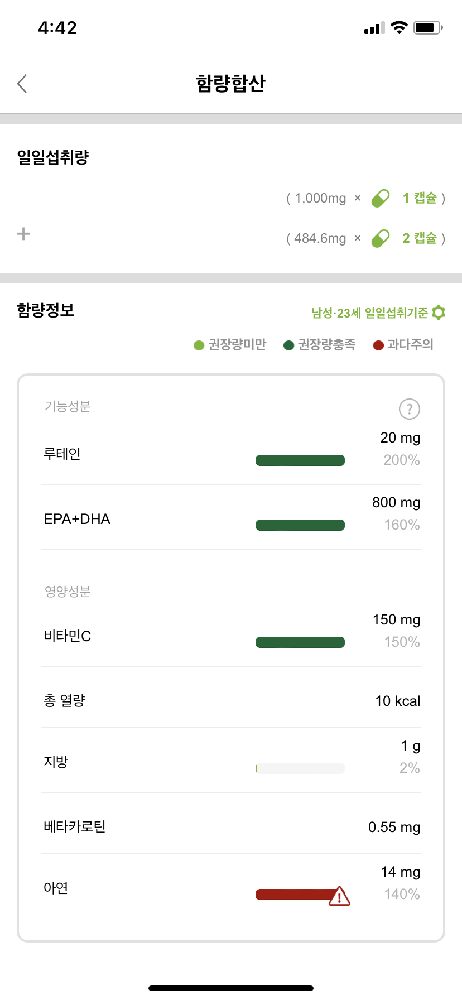 4:42
함량합산
일일섭취량
( 1,000mg × 1 캡슐 )
+ ( 484.6mg × 2 캡슐 )
함량정보
남성·23세 일일섭취기준
권장량미만 권장량충족 과다주의
기능성분 ?
루테인 20 mg
200%
EPA+DHA 800 mg
160%
영양성분
비타민C 150 mg
150%
총 열량 10 kcal
지방 1 g
2%
베타카로틴 0.55 mg
아연 14 mg
140%